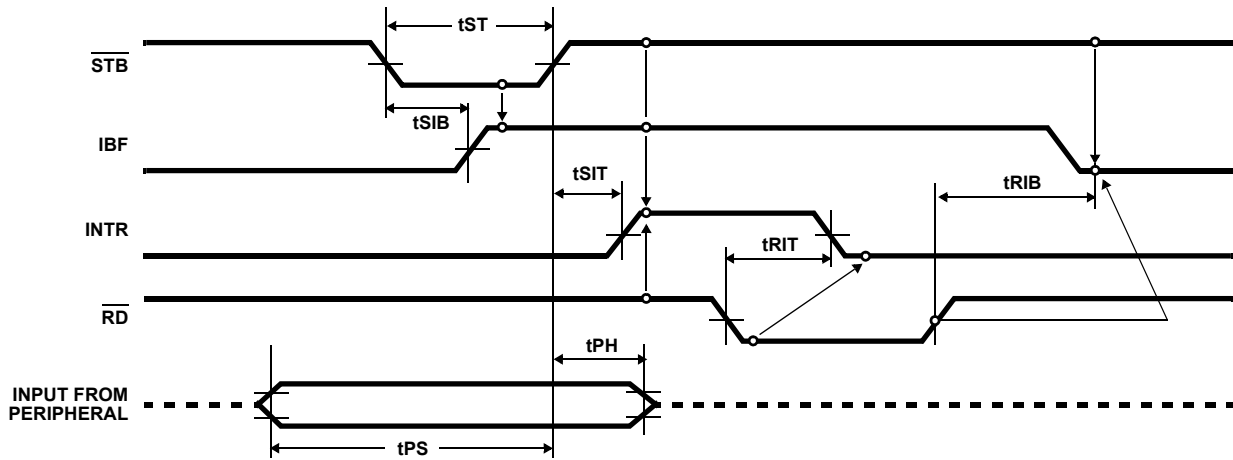 tST
STB
tSIB
IBF
tSIT
tRIB
INTR
tRIT
RD
tPH
INPUT FROM
PERIPHERAL
tPS